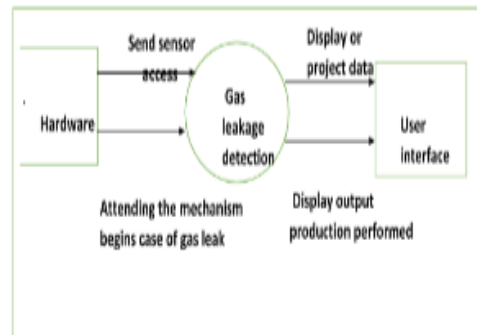 Send sensor
access
Display or
project data
Hardware
Gas
leakage
detection
User
interface
Attending the mechanism
begins case of gas leak
Display output
production performed